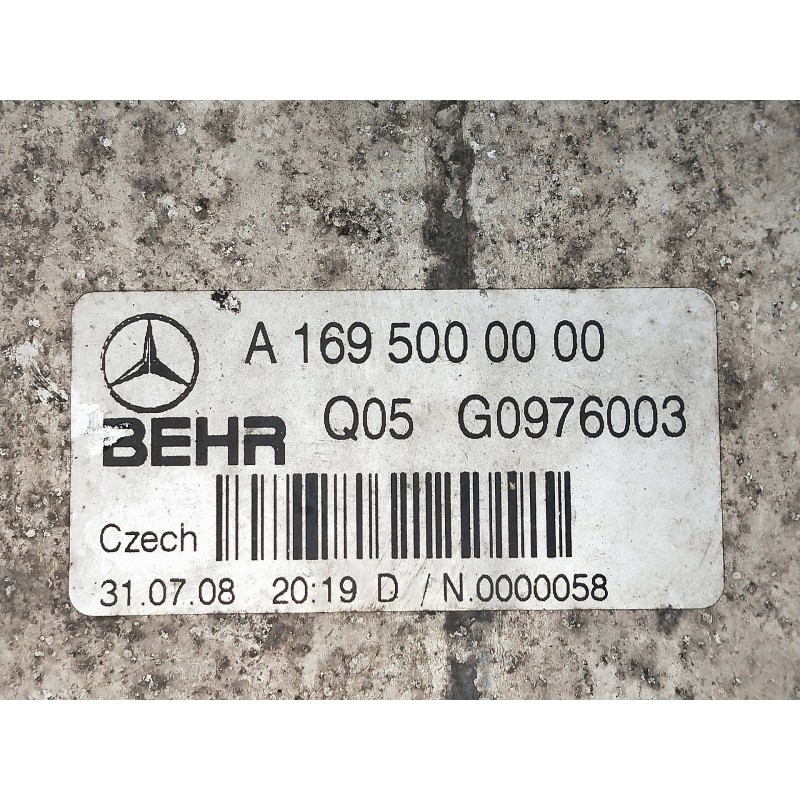 A 169 500 00 00
BEHR Q05 G0976003
Czech
31.07.08 20:19 D / N.0000058